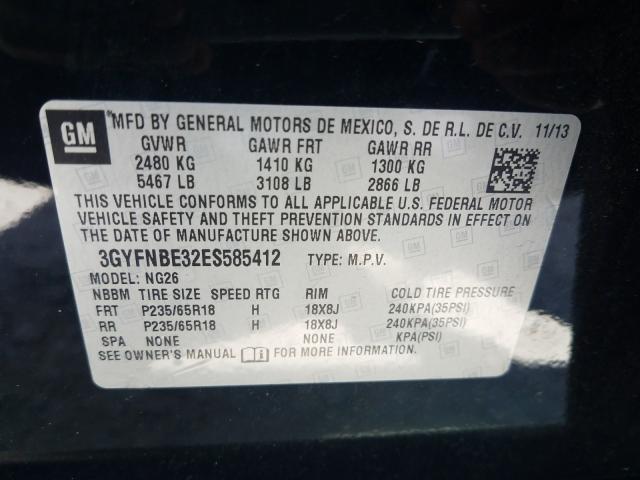 GM
MFD BY GENERAL MOTORS DE MEXICO, S. DE R.L. DE C.V. 11/13
GVWR GAWR FRT GAWR RR
2480 KG 1410 KG 1300 KG
5467 LB 3108 LB 2866 LB
THIS VEHICLE CONFORMS TO ALL APPLICABLE U.S. FEDERAL MOTOR
VEHICLE SAFETY AND THEFT PREVENTION STANDARDS IN EFFECT ON
THE DATE OF MANUFACTURE SHOWN ABOVE.
3GYFNBE32ES585412 TYPE: M.P.V.
MODEL: NG26
NBBM TIRE SIZE SPEED RTG RIM COLD TIRE PRESSURE
FRT P235/65R18 H 18X8J 240KPA(35PSI)
RR P235/65R18 H 18X8J 240KPA(35PSI)
SPA NONE NONE KPA(PSI)
SEE OWNER'S MANUAL FOR MORE INFORMATION.